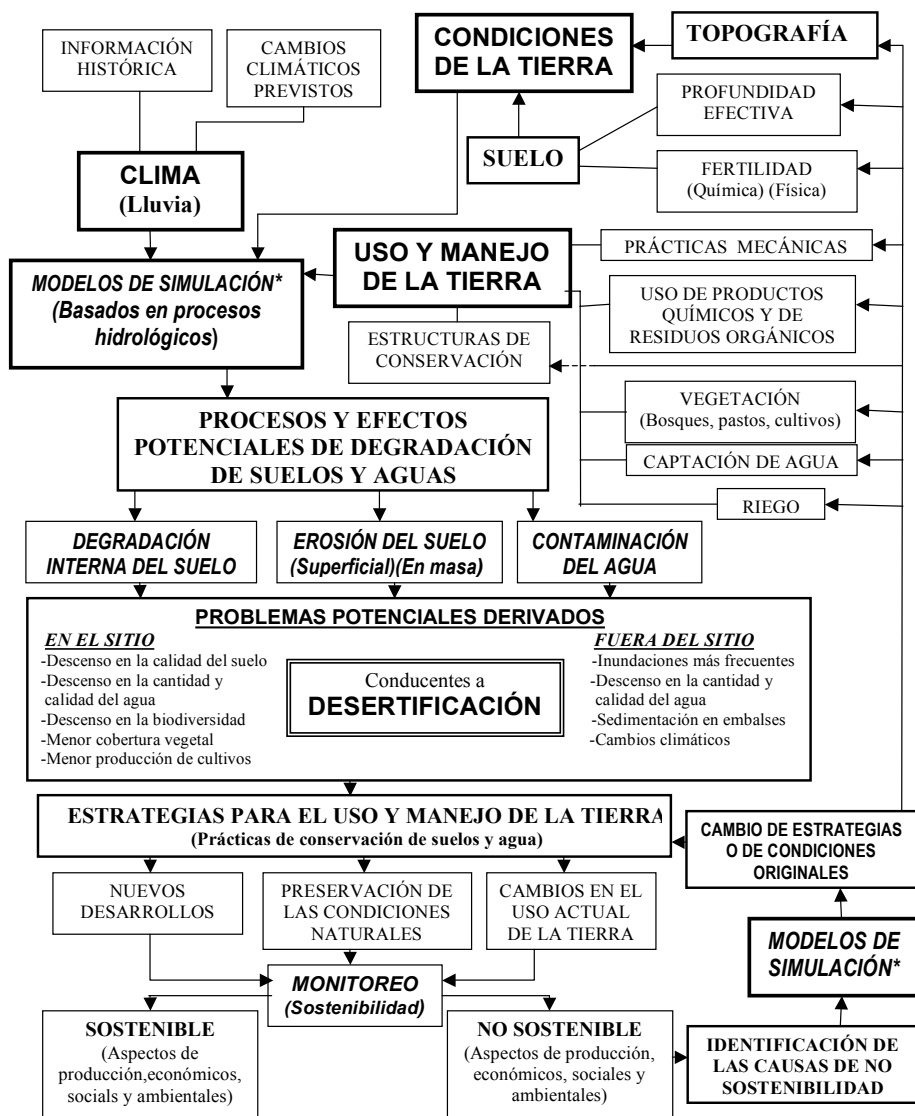 INFORMACIÓN
HISTÓRICA
CAMBIOS
CLIMÁTICOS
PREVISTOS
CONDICIONES
DE LA TIERRA
TOPOGRAFÍA
PROFUNDIDAD
EFECTIVA
SUELO
FERTILIDAD
(Química) (Física)
CLIMA
(Lluvia)
USO Y MANEJO
DE LA TIERRA
PRÁCTICAS MECÁNICAS
MODELOS DE SIMULACIÓN*
(Basados en procesos
hidrológicos)
USO DE PRODUCTOS
QUÍMICOS Y DE
RESIDUOS ORGÁNICOS
ESTRUCTURAS DE
CONSERVACIÓN
VEGETACIÓN
(Bosques, pastos, cultivos)
CAPTACIÓN DE AGUA
RIEGO
PROCESOS Y EFECTOS
POTENCIALES DE DEGRADACIÓN
DE SUELOS Y AGUAS
DEGRADACIÓN
INTERNA DEL SUELO
EROSIÓN DEL SUELO
(Superficial)(En masa)
CONTAMINACIÓN
DEL AGUA
PROBLEMAS POTENCIALES DERIVADOS
EN EL SITIO
-Descenso en la calidad del suelo
-Descenso en la cantidad y
calidad del agua
-Descenso en la biodiversidad
-Menor cobertura vegetal
-Menor producción de cultivos
Conducentes a
DESERTIFICACIÓN
FUERA DEL SITIO
-Inundaciones más frecuentes
-Descenso en la cantidad y
calidad del agua
-Sedimentación en embalses
-Cambios climáticos
ESTRATEGIAS PARA EL USO Y MANEJO DE LA TIERRA
(Prácticas de conservación de suelos y agua)
CAMBIO DE ESTRATEGIAS
O DE CONDICIONES
ORIGINALES
NUEVOS
DESARROLLOS
PRESERVACIÓN DE
LAS CONDICIONES
NATURALES
CAMBIOS EN EL
USO ACTUAL
DE LA TIERRA
MODELOS DE
SIMULACIÓN*
MONITOREO
(Sostenibilidad)
SOSTENIBLE
(Aspectos de
producción,económicos,
socials y ambientales)
NO SOSTENIBLE
(Aspectos de producción,
económicos, sociales y
ambientales)
IDENTIFICACIÓN DE
LAS CAUSAS DE NO
SOSTENIBILIDAD